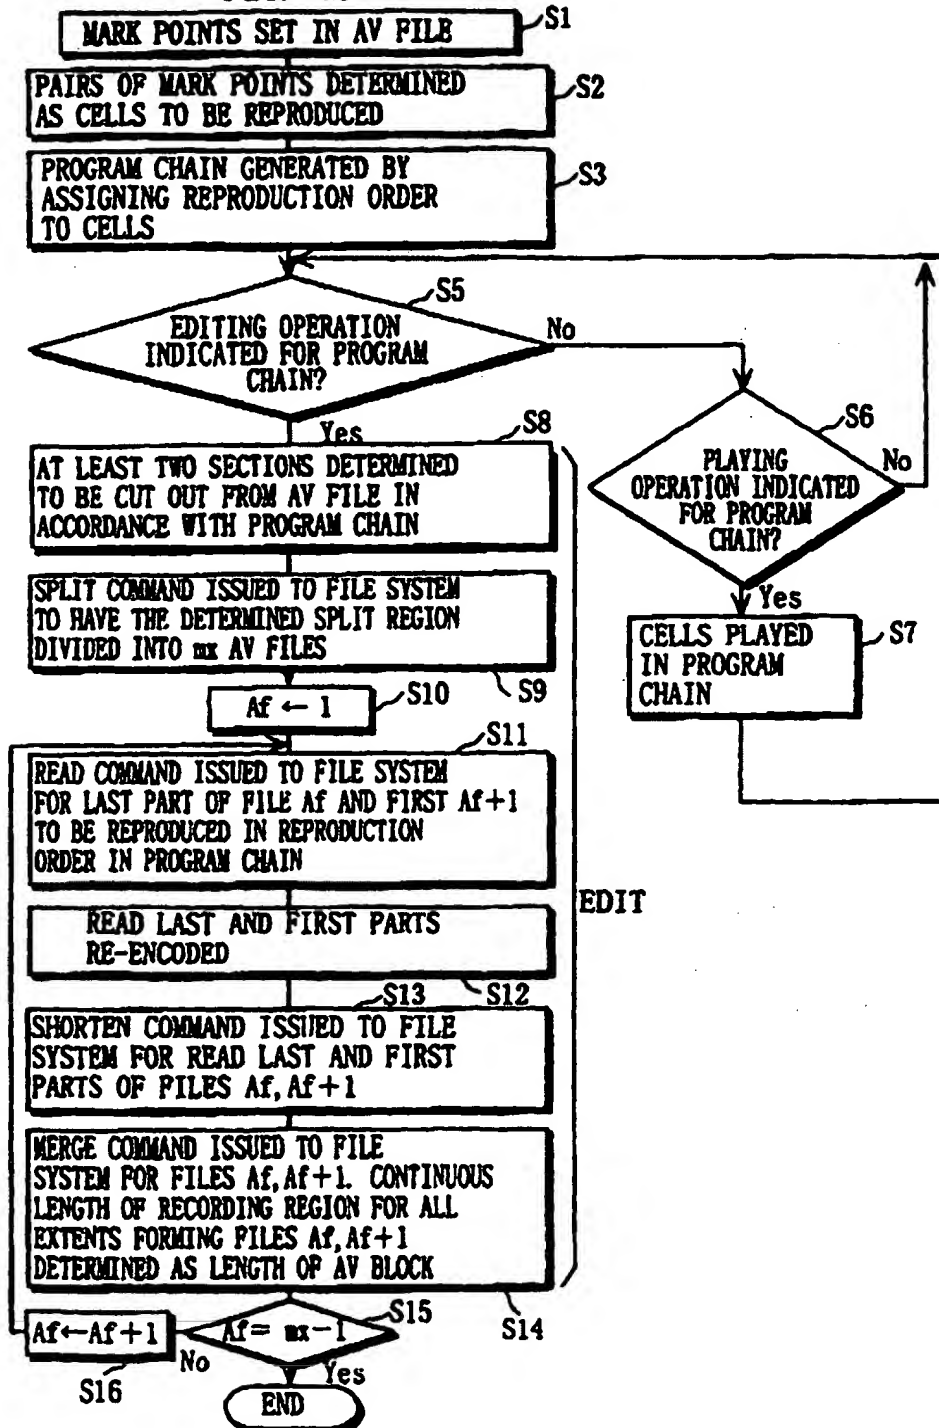 S1
MARK POINTS SET IN AV FILE
S2
PAIRS OF MARK POINTS DETERMINED
AS CELLS TO BE REPRODUCED
S3
PROGRAM CHAIN GENERATED BY
ASSIGNING REPRODUCTION ORDER
TO CELLS
S5
EDITING OPERATION
INDICATED FOR PROGRAM
CHAIN?
No
Yes
S6
PLAYING
OPERATION INDICATED
FOR PROGRAM
CHAIN?
No
Yes
S7
CELLS PLAYED
IN PROGRAM
CHAIN
S8
AT LEAST TWO SECTIONS DETERMINED
TO BE CUT OUT FROM AV FILE IN
ACCORDANCE WITH PROGRAM CHAIN
SPLIT COMMAND ISSUED TO FILE SYSTEM
TO HAVE THE DETERMINED SPLIT REGION
DIVIDED INTO mx AV FILES
S9
S10
Af ← 1
S11
READ COMMAND ISSUED TO FILE SYSTEM
FOR LAST PART OF FILE Af AND FIRST Af+1
TO BE REPRODUCED IN REPRODUCTION
ORDER IN PROGRAM CHAIN
EDIT
READ LAST AND FIRST PARTS
RE-ENCODED
S12
S13
SHORTEN COMMAND ISSUED TO FILE
SYSTEM FOR READ LAST AND FIRST
PARTS OF FILES Af, Af+1
MERGE COMMAND ISSUED TO FILE
SYSTEM FOR FILES Af, Af+1. CONTINUOUS
LENGTH OF RECORDING REGION FOR ALL
EXTENTS FORMING FILES Af, Af+1
DETERMINED AS LENGTH OF AV BLOCK
S14
S15
Af= mx-1
Af←Af+1
No
S16
Yes
END